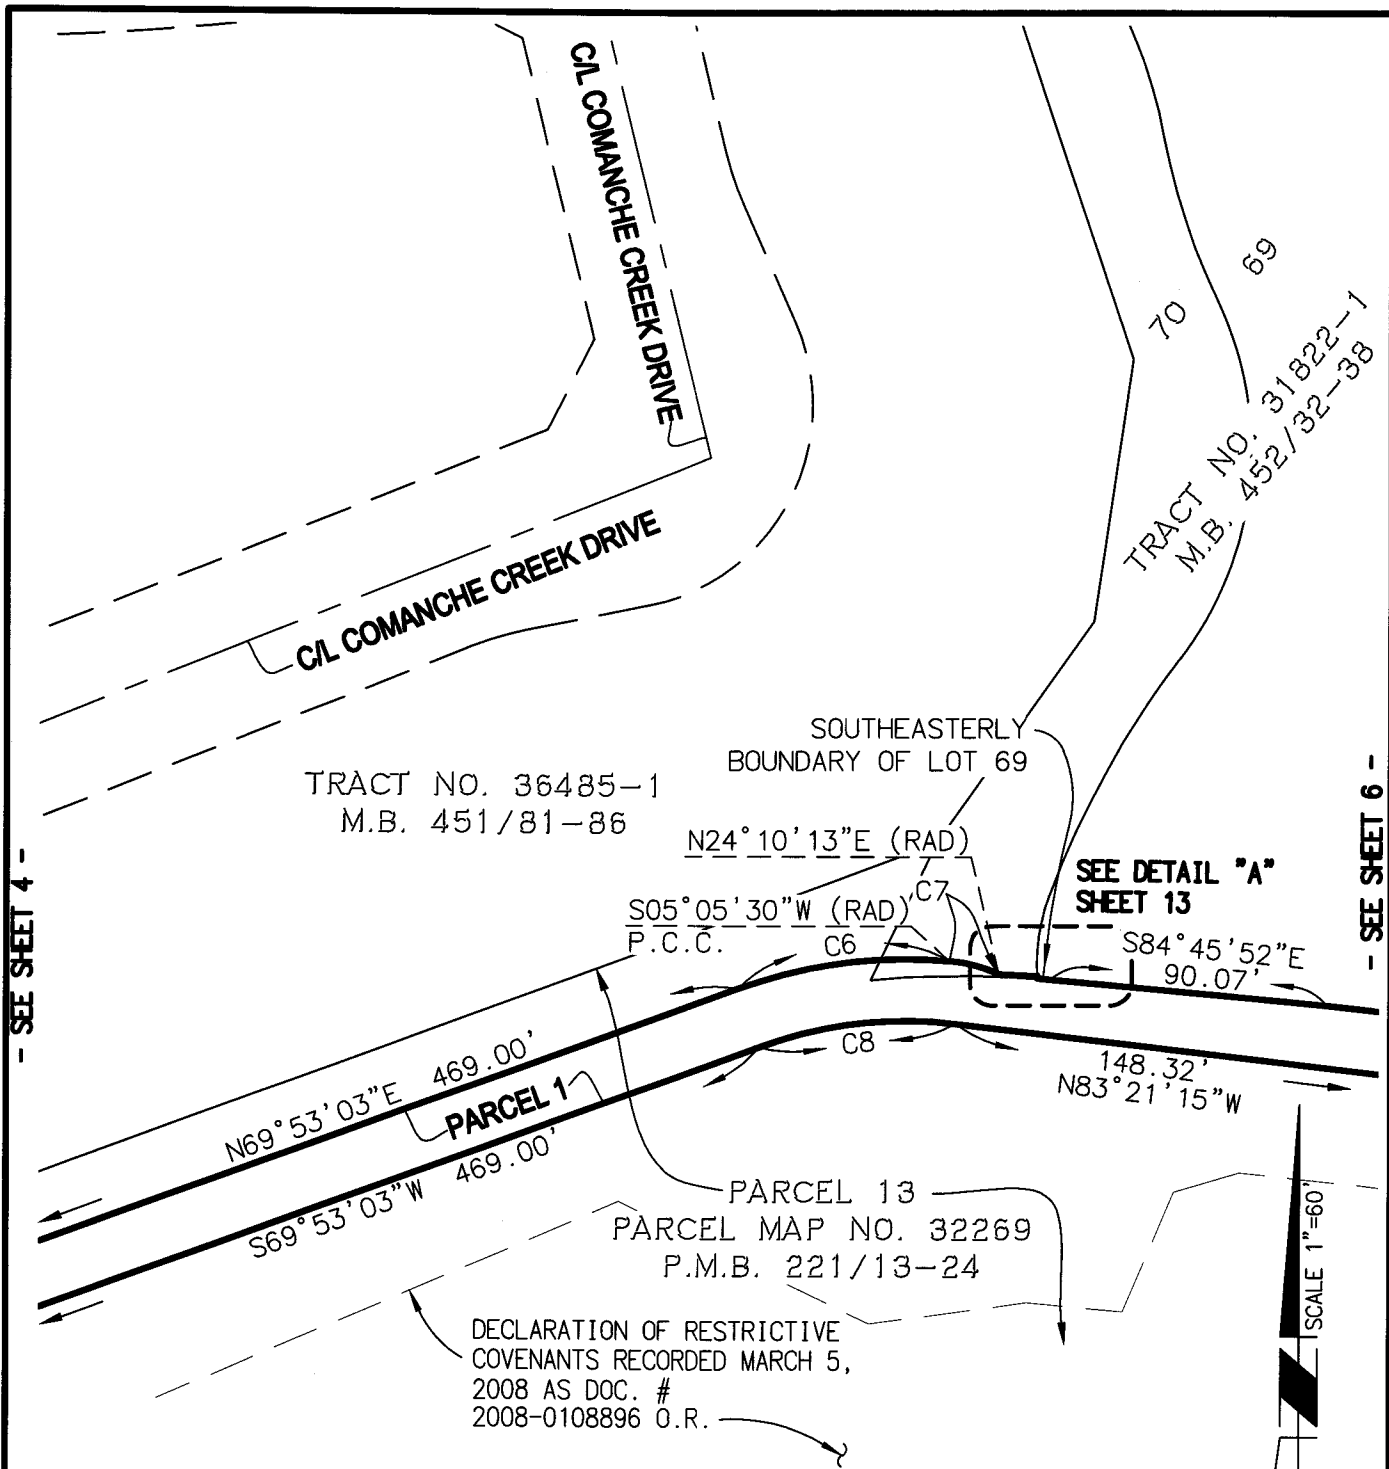 C/L COMANCHE CREEK DRIVE
69
70
TRACT NO. 31822-1
M.B. 452/32-38
C/L COMANCHE CREEK DRIVE
SOUTHEASTERLY
BOUNDARY OF LOT 69
TRACT NO. 36485-1
M.B. 451/81-86
- SEE SHEET 4 -
- SEE SHEET 6 -
N24°10'13"E (RAD)
C7
SEE DETAIL "A"
SHEET 13
S05°05'30"W (RAD)
P.C.C.
C6
S84°45'52"E
90.07'
C8
148.32'
N83°21'15"W
N69°53'03"E 469.00'
PARCEL 1
S69°53'03"W 469.00'
PARCEL 13
PARCEL MAP NO. 32269
P.M.B. 221/13-24
SCALE 1"=60'
DECLARATION OF RESTRICTIVE
COVENANTS RECORDED MARCH 5,
2008 AS DOC. #
2008-0108896 O.R.